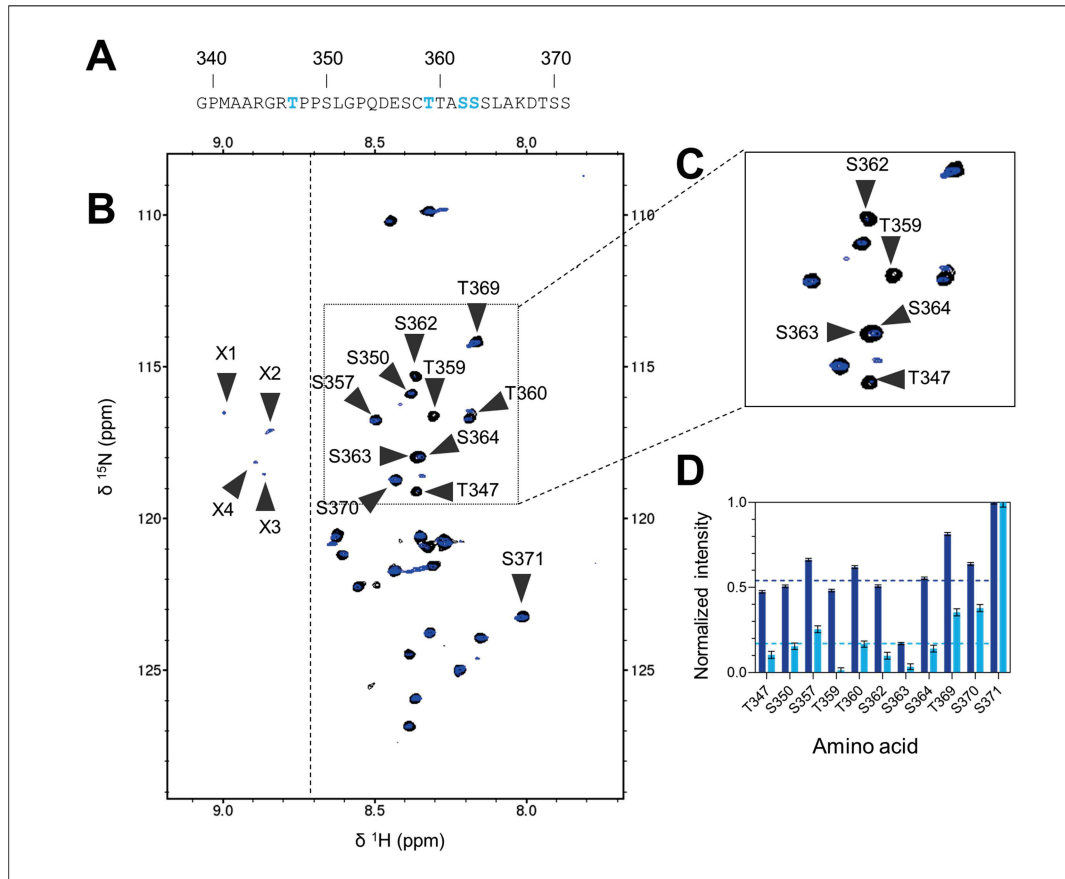 A
340 350 360 370
GPMAARGRTPPSLGPQDESCTTASSSLAKDTSS
9.0 8.5 8.0
B
110
115
120
125
110
115
120
125
δ 15N (ppm)
X1
X2
X3
X4
T369
S362
S350
T359
S357
T360
S364
S363
S370
T347
S371
9.0 8.5 8.0
δ 1H (ppm)
C
S362
T359
S364
S363
T347
D
Normalized intensity
1.0
0.5
0.0
T347 S350 S357 T359 T360 S362 S363 S364 T369 S370 S371
Amino acid